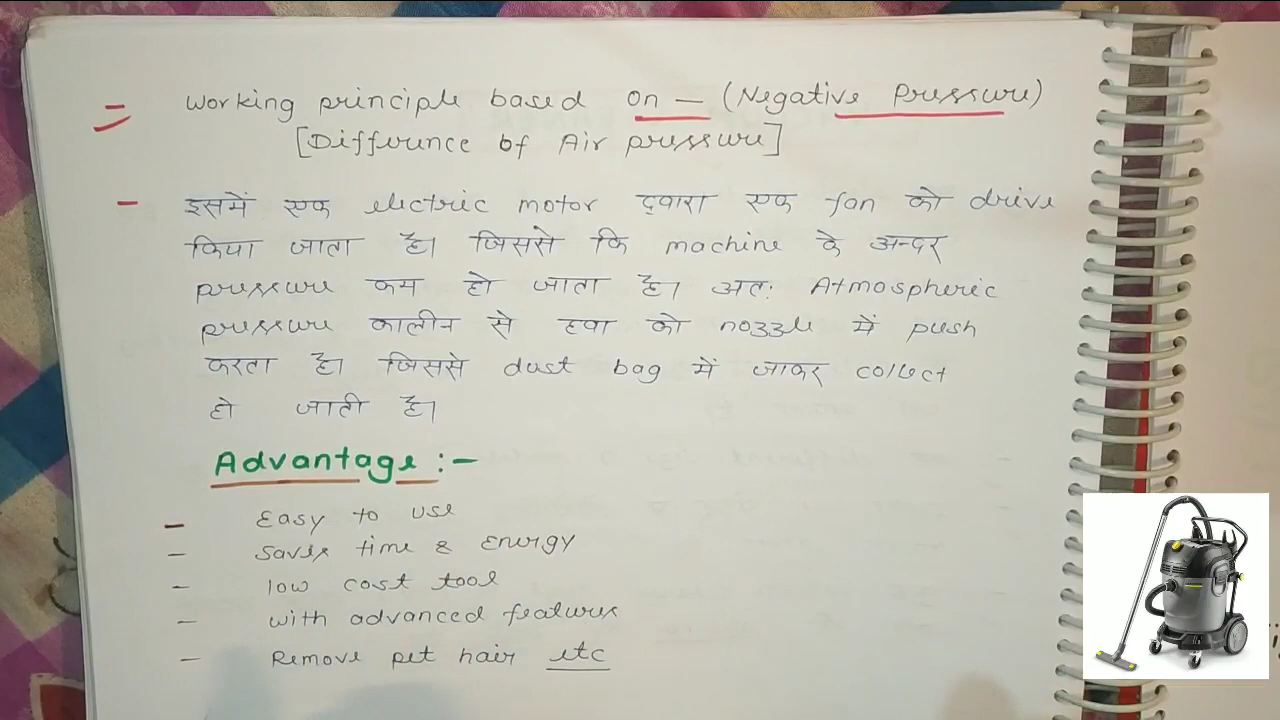 Working principle based on — (Negative Pressure)
[Difference of Air pressure]
- इसमें एक electric motor द्वारा एक fan को drive
किया जाता है। जिससे कि machine के अन्दर
pressure कम हो जाता है। अतः Atmospheric
pressure कालीन से हवा को nozzle में push
करता है। जिससे dust bag में जाकर collect
हो जाती है।
Advantage :-
- Easy to use
- Saves time & Energy
- low cost tool
- with advanced features
- Remove pet hair etc